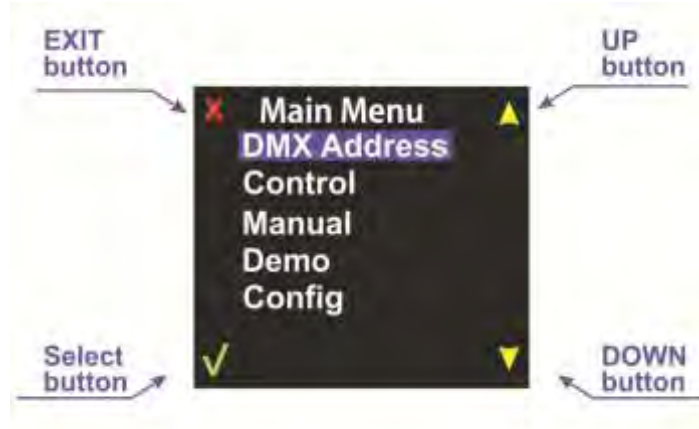 EXIT
button
UP
button
X Main Menu
DMX Address
Control
Manual
Demo
Config
Select
button
DOWN
button